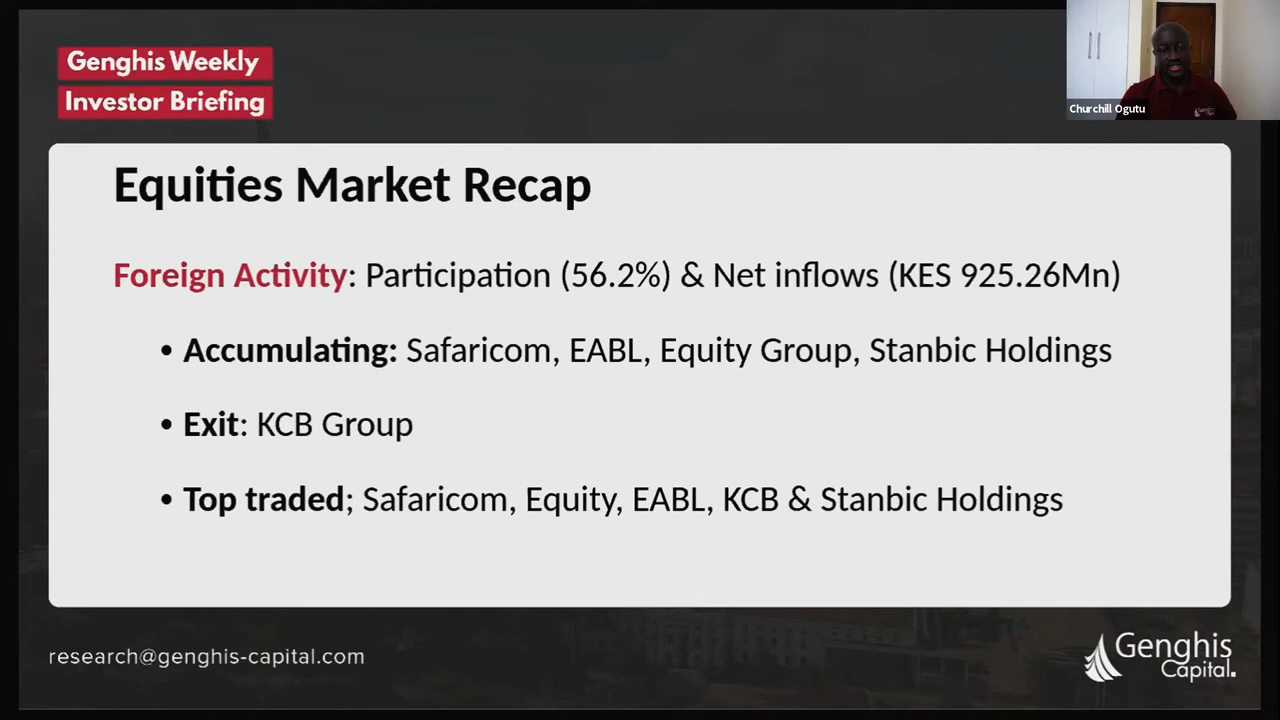 Genghis Weekly
Investor Briefing
Churchill Ogutu
Equities Market Recap
Foreign Activity: Participation (56.2%) & Net inflows (KES 925.26Mn)
• Accumulating: Safaricom, EABL, Equity Group, Stanbic Holdings
• Exit: KCB Group
• Top traded; Safaricom, Equity, EABL, KCB & Stanbic Holdings
research@genghis-capital.com
Genghis
Capital.